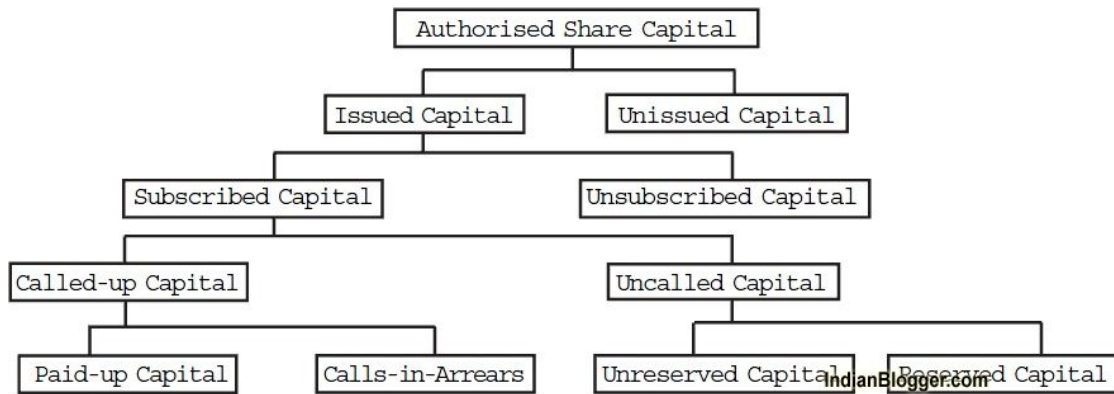 Authorised Share Capital
Issued Capital
Unissued Capital
Subscribed Capital
Unsubscribed Capital
Called-up Capital
Uncalled Capital
Paid-up Capital
Calls-in-Arrears
Unreserved Capital
Reserved Capital
IndianBlogger.com